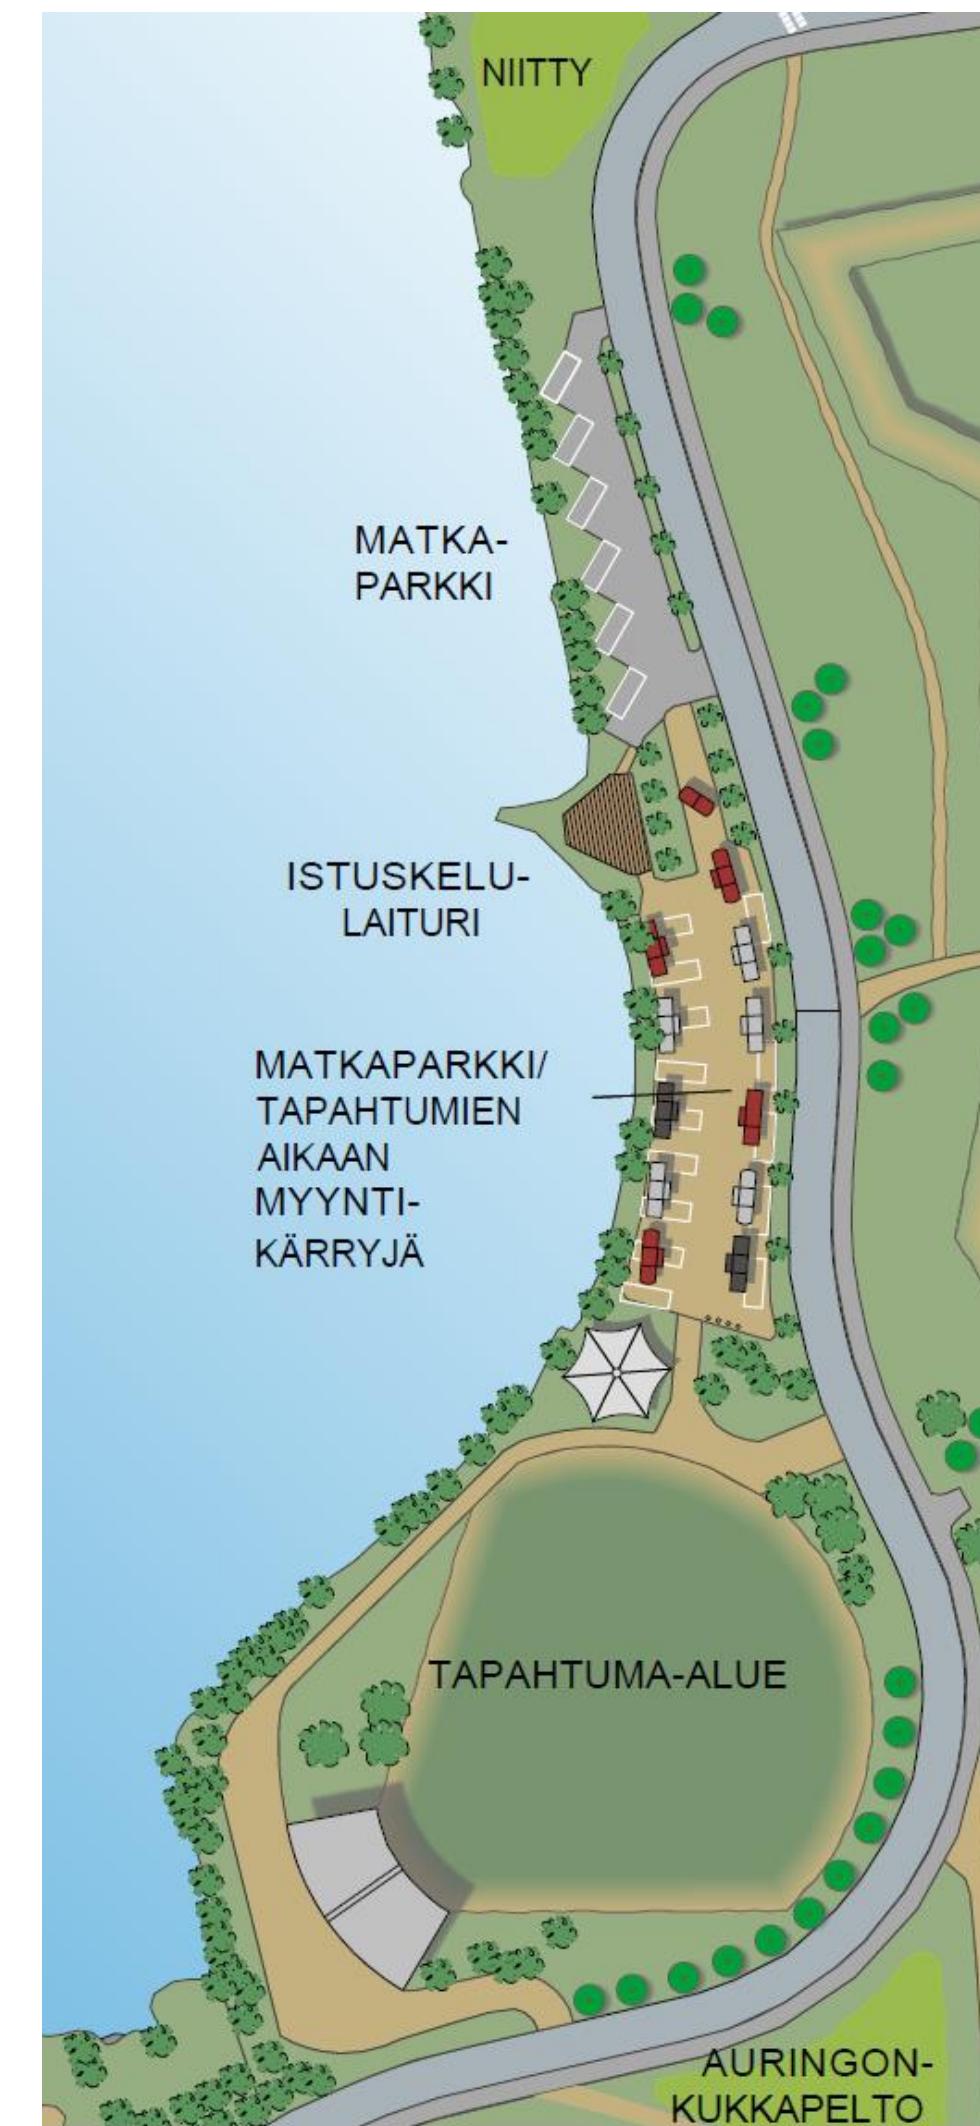 NIITTY
MATKA-
PARKKI
ISTUSKELU-
LAITURI
MATKAPARKKI/
TAPAHTUMIEN
AIKAAN
MYYNTI-
KÄRRYJÄ
TAPAHTUMA-ALUE
AURINGON-
KUKKAPELTO